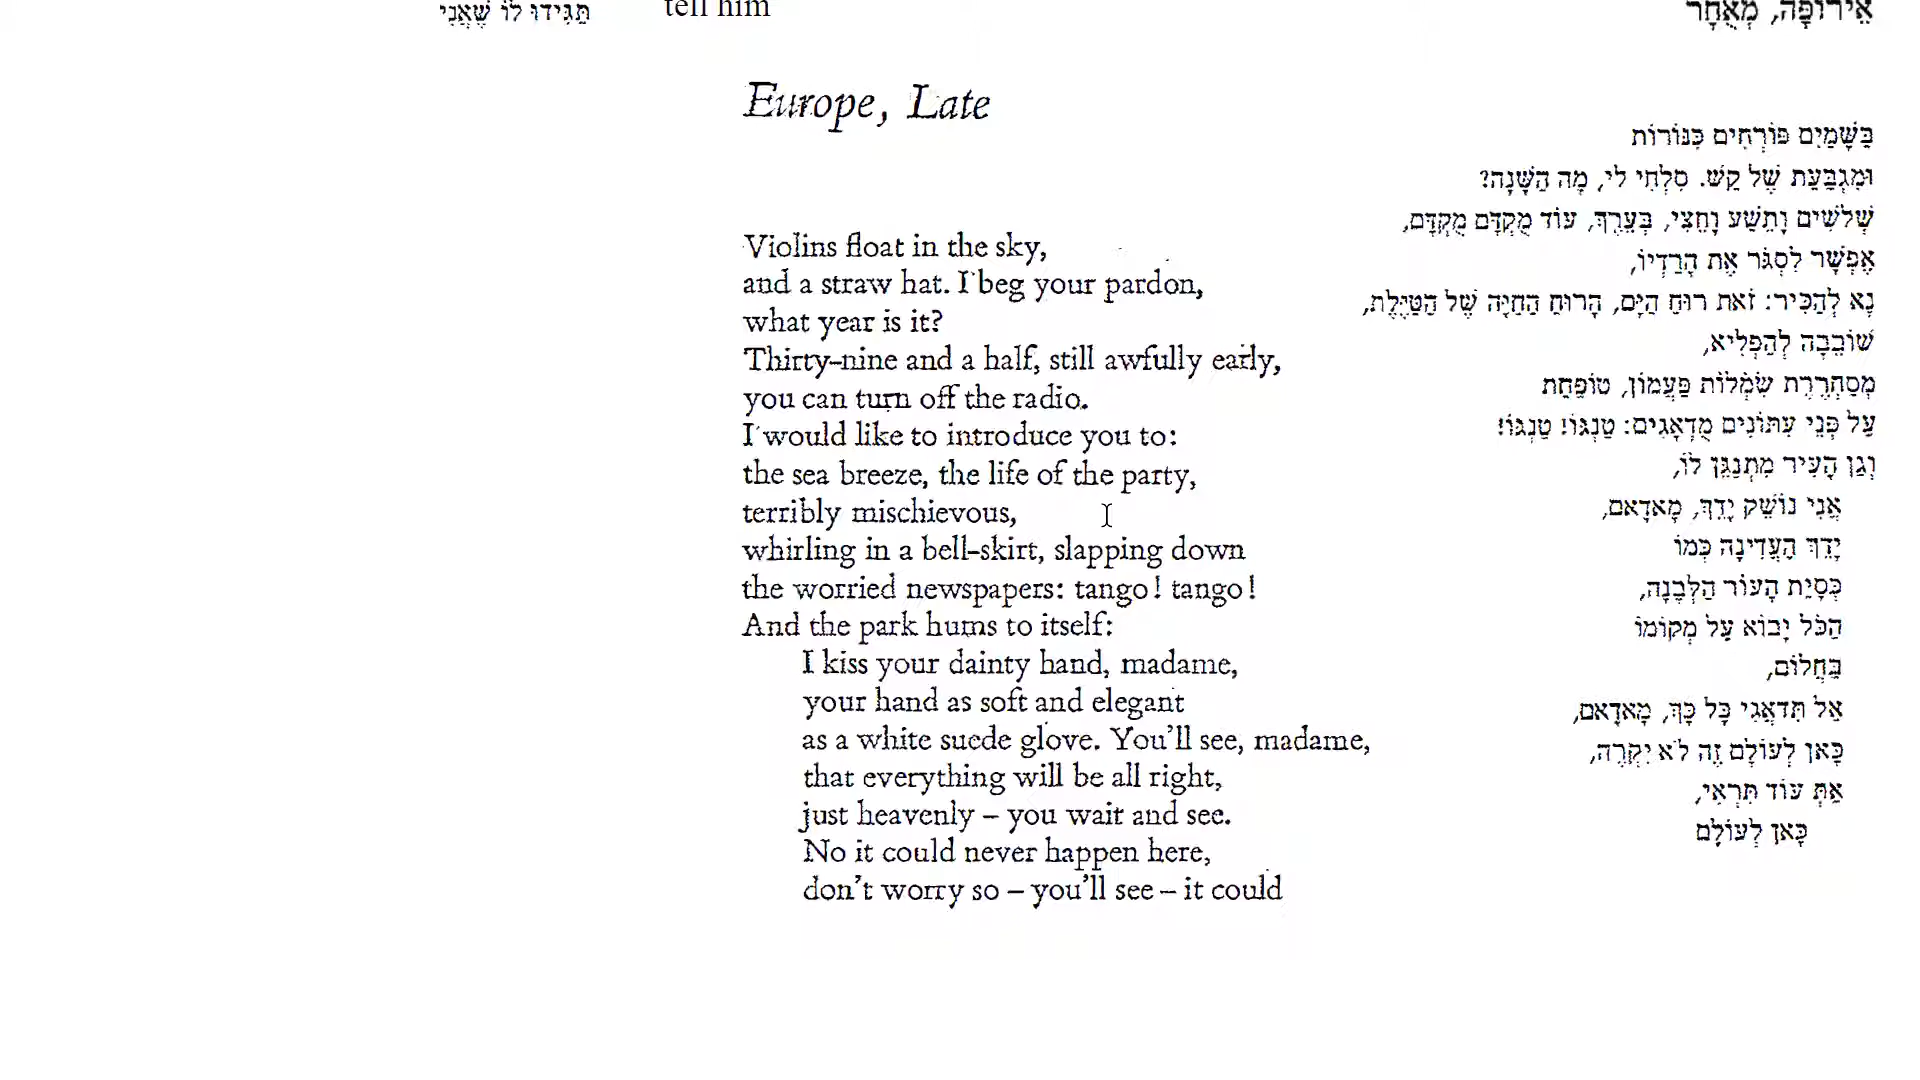 תַּגִּידוּ לוֹ שֶׁאֲנִי
tell him
אֵירוֹפָּה, מְאֻחָר
Europe, Late
Violins float in the sky,
and a straw hat. I beg your pardon,
what year is it?
Thirty-nine and a half, still awfully early,
you can turn off the radio.
I would like to introduce you to:
the sea breeze, the life of the party,
terribly mischievous,
whirling in a bell-skirt, slapping down
the worried newspapers: tango! tango!
And the park hums to itself:
I kiss your dainty hand, madame,
your hand as soft and elegant
as a white suede glove. You'll see, madame,
that everything will be all right,
just heavenly – you wait and see.
No it could never happen here,
don't worry so – you'll see – it could
בַּשָּׁמַיִם פּוֹרְחִים כִּנּוֹרוֹת
וּמִגְבַּעַת שֶׁל קַשׁ. סִלְחִי לִי, מָה הַשָּׁנָה?
שְׁלֹשִׁים וָתֵשַׁע וָחֵצִי, בְּעֵרֶךְ, עוֹד מֻקְדָּם מֻקְדָּם,
אֶפְשָׁר לִסְגֹּר אֶת הָרַדְיוֹ,
נָא לְהַכִּיר: זֹאת רוּחַ הַיָּם, הָרוּחַ הַחַיָּה שֶׁל הַטַּיֶּלֶת,
שׁוֹבֵבָה לְהַפְלִיא,
מְסַחְרֶרֶת שִׂמְלוֹת פַּעֲמוֹן, טוֹפַחַת
עַל פְּנֵי עִתּוֹנִים מֻדְאָגִים: טַנְגּוֹ! טַנְגּוֹ!
וְגַן הָעִיר מִתְנַגֵּן לוֹ,
אֲנִי נוֹשֵׁק יָדֵךְ, מָאדָאם,
יָדֵךְ הָעֲדִינָה כְּמוֹ
כְּסָיַת הָעוֹר הַלְּבָנָה,
הַכֹּל יָבוֹא עַל מְקוֹמוֹ
בַּחֲלוֹם,
אַל תִּדְאֲגִי כָּל כָּךְ, מָאדָאם,
כָּאן לְעוֹלָם זֶה לֹא יִקְרֶה,
אַתְּ עוֹד תִּרְאִי,
כָּאן לְעוֹלָם